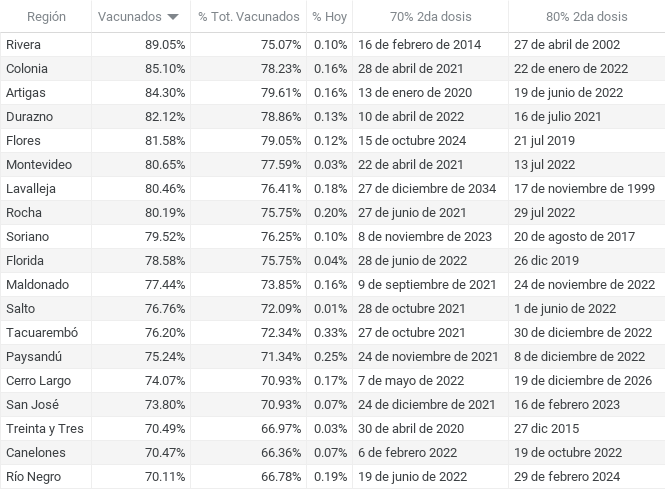 Región Vacunados % Tot. Vacunados % Hoy 70% 2da dosis 80% 2da dosis
Rivera 89.05% 75.07% 0.10% 16 de febrero de 2014 27 de abril de 2002
Colonia 85.10% 78.23% 0.16% 28 de abril de 2021 22 de enero de 2022
Artigas 84.30% 79.61% 0.16% 13 de enero de 2020 19 de junio de 2022
Durazno 82.12% 78.86% 0.13% 10 de abril de 2022 16 de julio 2021
Flores 81.58% 79.05% 0.12% 15 de octubre 2024 21 jul 2019
Montevideo 80.65% 77.59% 0.03% 22 de abril de 2021 13 jul 2022
Lavalleja 80.46% 76.41% 0.18% 27 de diciembre de 2034 17 de noviembre de 1999
Rocha 80.19% 75.75% 0.20% 27 de junio de 2021 29 jul 2022
Soriano 79.52% 76.25% 0.10% 8 de noviembre de 2023 20 de agosto de 2017
Florida 78.58% 75.75% 0.04% 28 de junio de 2022 26 dic 2019
Maldonado 77.44% 73.85% 0.16% 9 de septiembre de 2021 24 de noviembre de 2022
Salto 76.76% 72.09% 0.01% 28 de octubre 2021 1 de junio de 2022
Tacuarembó 76.20% 72.34% 0.33% 27 de octubre 2021 30 de diciembre de 2022
Paysandú 75.24% 71.34% 0.25% 24 de noviembre de 2021 8 de diciembre de 2022
Cerro Largo 74.07% 70.93% 0.17% 7 de mayo de 2022 19 de diciembre de 2026
San José 73.80% 70.93% 0.07% 24 de diciembre de 2021 16 de febrero 2023
Treinta y Tres 70.49% 66.97% 0.03% 30 de abril de 2020 27 dic 2015
Canelones 70.47% 66.36% 0.07% 6 de febrero 2022 19 de octubre de 2022
Río Negro 70.11% 66.78% 0.19% 19 de junio de 2022 29 de febrero 2024